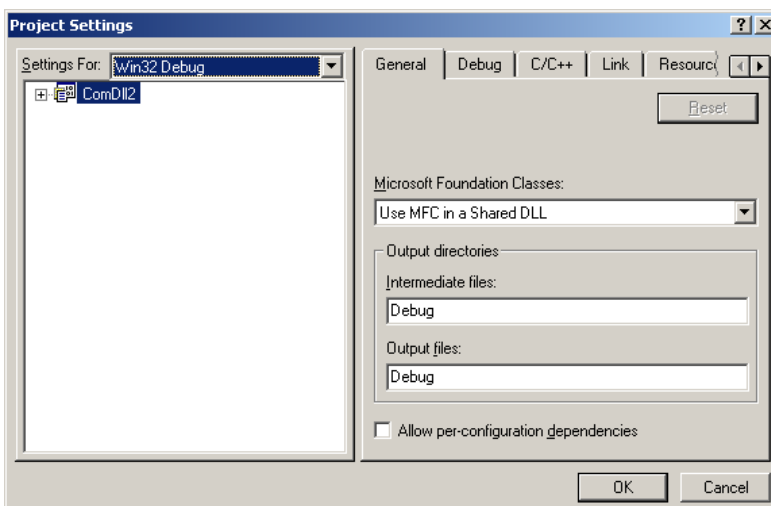 Project Settings
Settings For: Win32 Debug
ComDll2
General Debug C/C++ Link
Reset
Microsoft Foundation Classes:
Use MFC in a Shared DLL
Output directories
Intermediate files:
Debug
Output files:
Debug
Allow per-configuration dependencies
OK Cancel